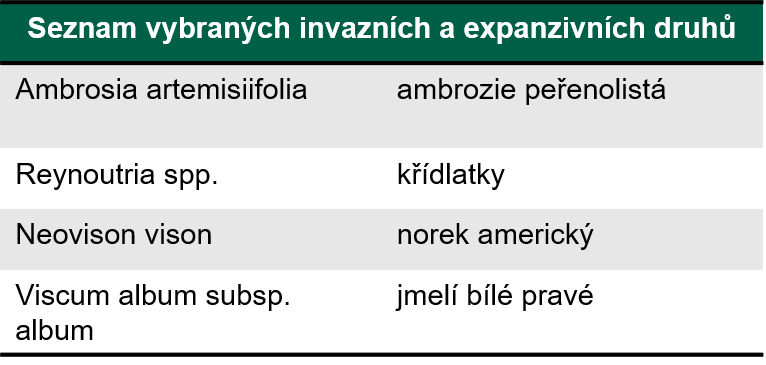 Seznam vybraných invazních a expanzivních druhů
Ambrosia artemisiifolia ambrozie peřenolistá
Reynoutria spp. křídlatky
Neovison vison norek americký
Viscum album subsp. jmelí bílé pravé
album